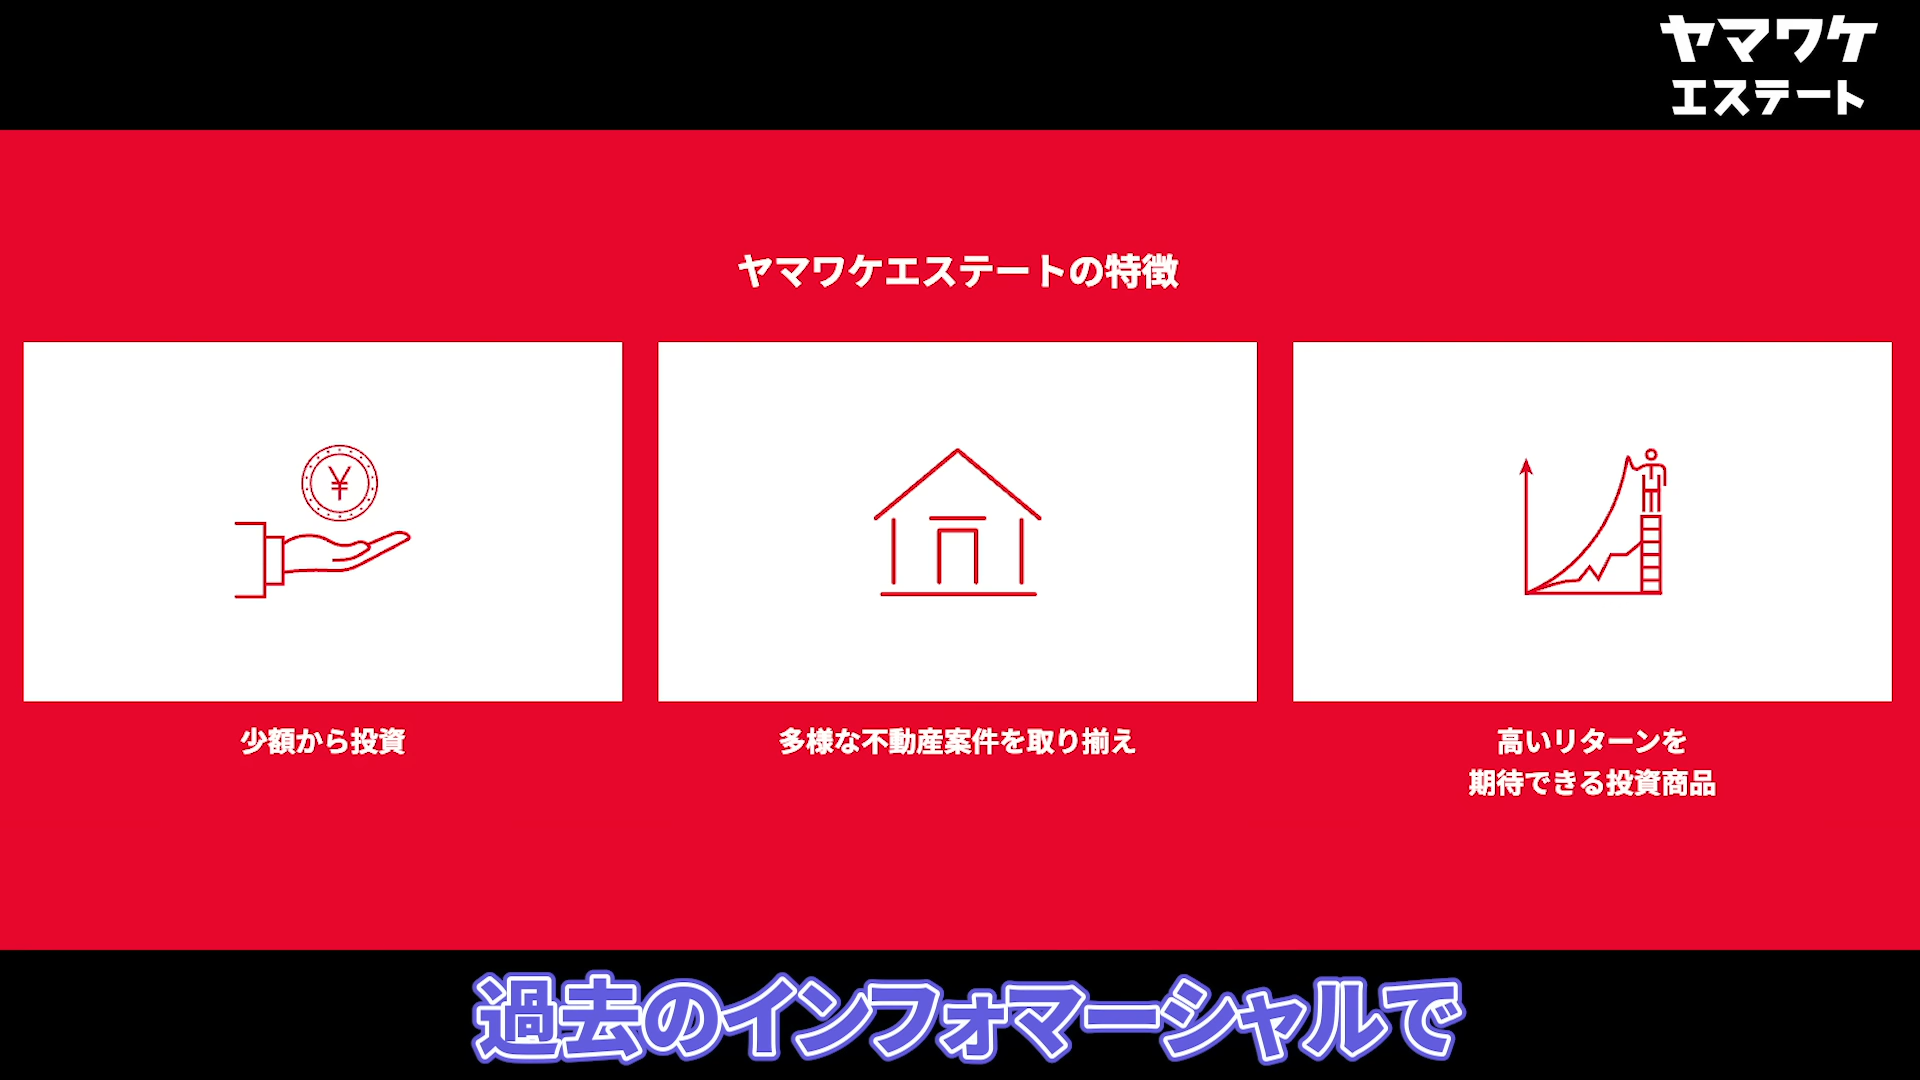 ヤマワケ
エステート
ヤマワケエステートの特徴
¥
少額から投資
多様な不動産案件を取り揃え
高いリターンを
期待できる投資商品
過去のインフォマーシャルで